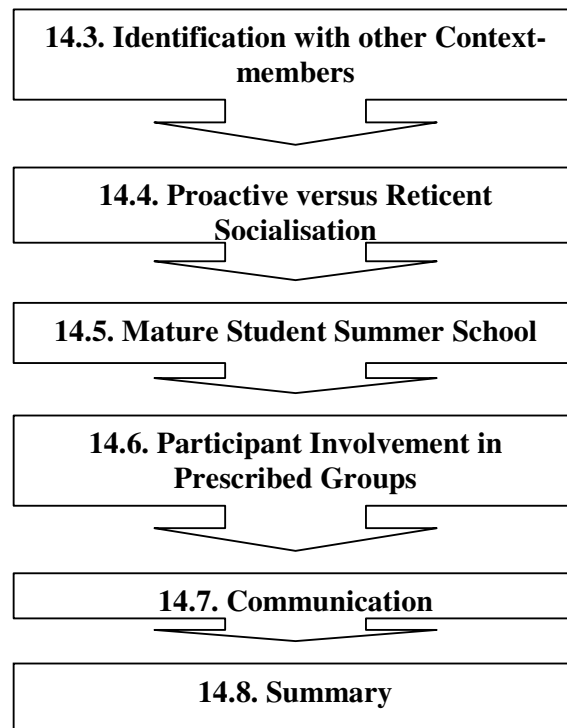 14.3. Identification with other Context-
members
14.4. Proactive versus Reticent
Socialisation
14.5. Mature Student Summer School
14.6. Participant Involvement in
Prescribed Groups
14.7. Communication
14.8. Summary